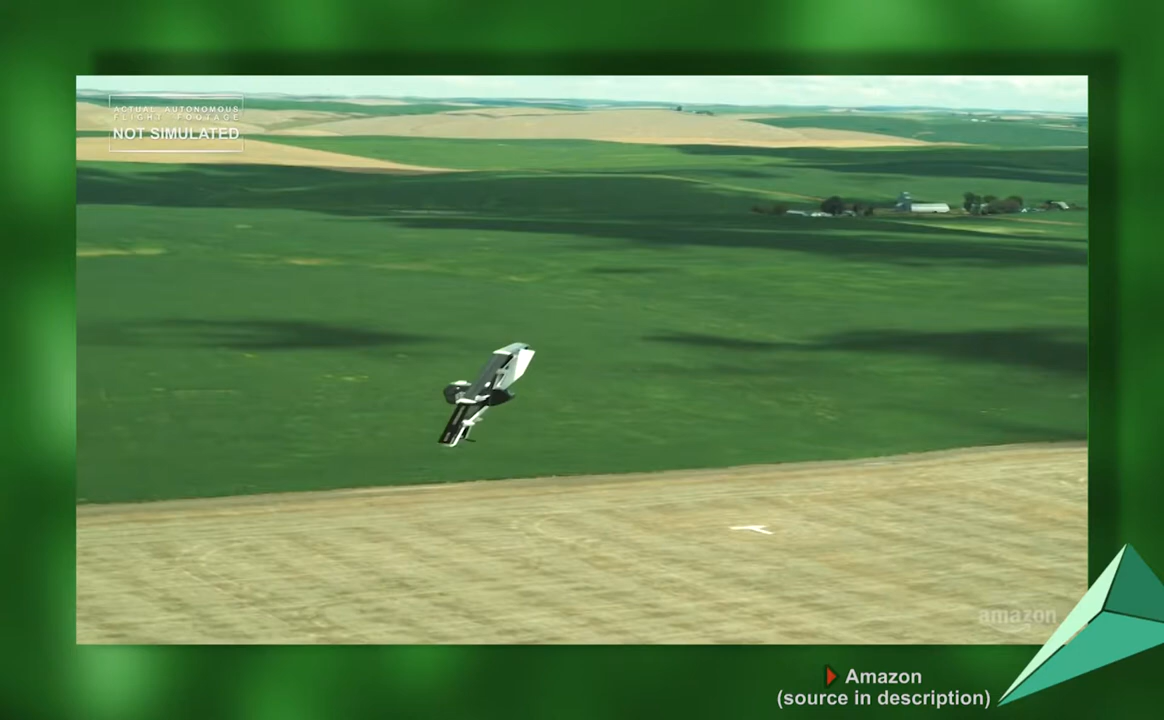 ACTUAL AUTONOMOUS
FLIGHT FOOTAGE
NOT SIMULATED
amazon
Amazon
(source in description)